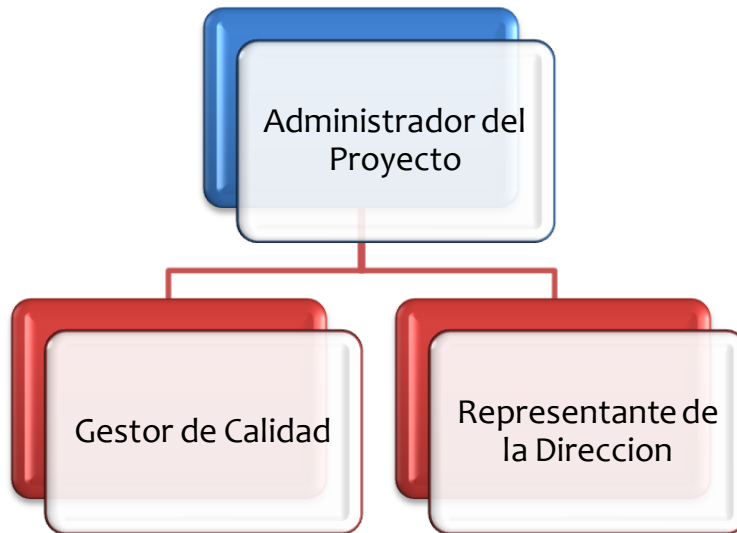 Administrador del
Proyecto
Gestor de Calidad
Representante de
la Direccion